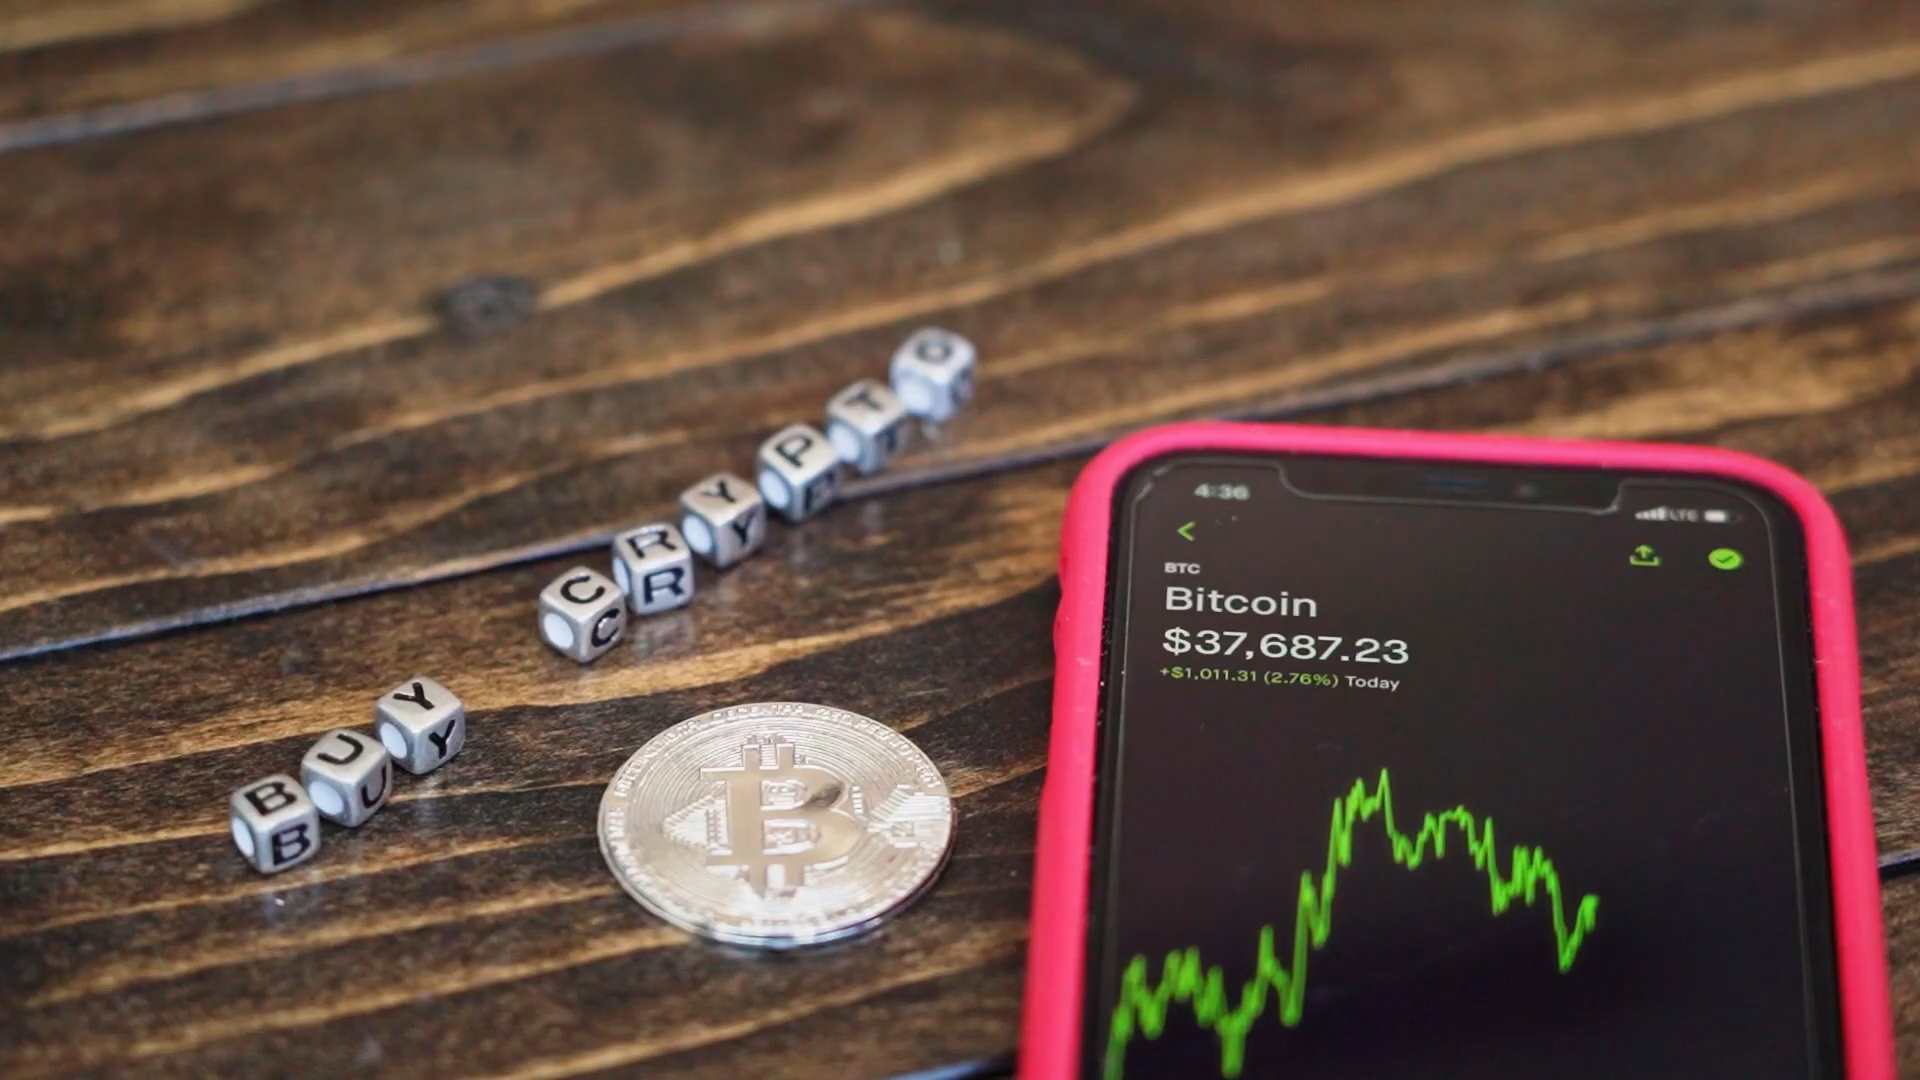 BUY
CRYPTO
4:36
LTE
BTC
Bitcoin
$37,687.23
+$1,011.31 (2.76%) Today